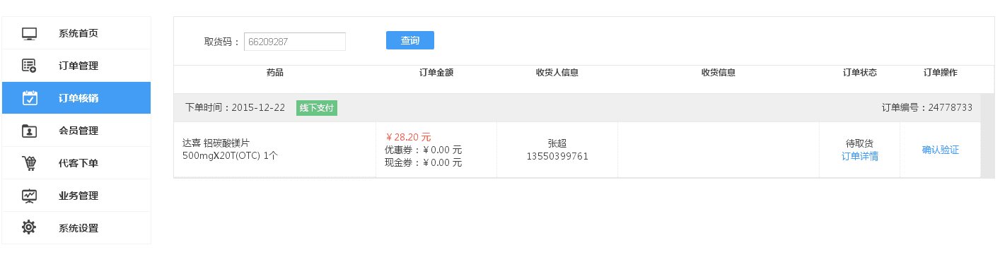 系统首页
订单管理
订单核销
会员管理
代客下单
业务管理
系统设置
取货码： 66209287 查询
药品 订单金额 收货人信息 收货信息 订单状态 订单操作
下单时间：2015-12-22 线下支付 订单编号：24778733
达喜 铝碳酸镁片
500mgX20T(OTC) 1个
￥28.20 元
优惠券：￥0.00 元
现金券：￥0.00 元
张超
13550399761
待取货
订单详情
确认验证